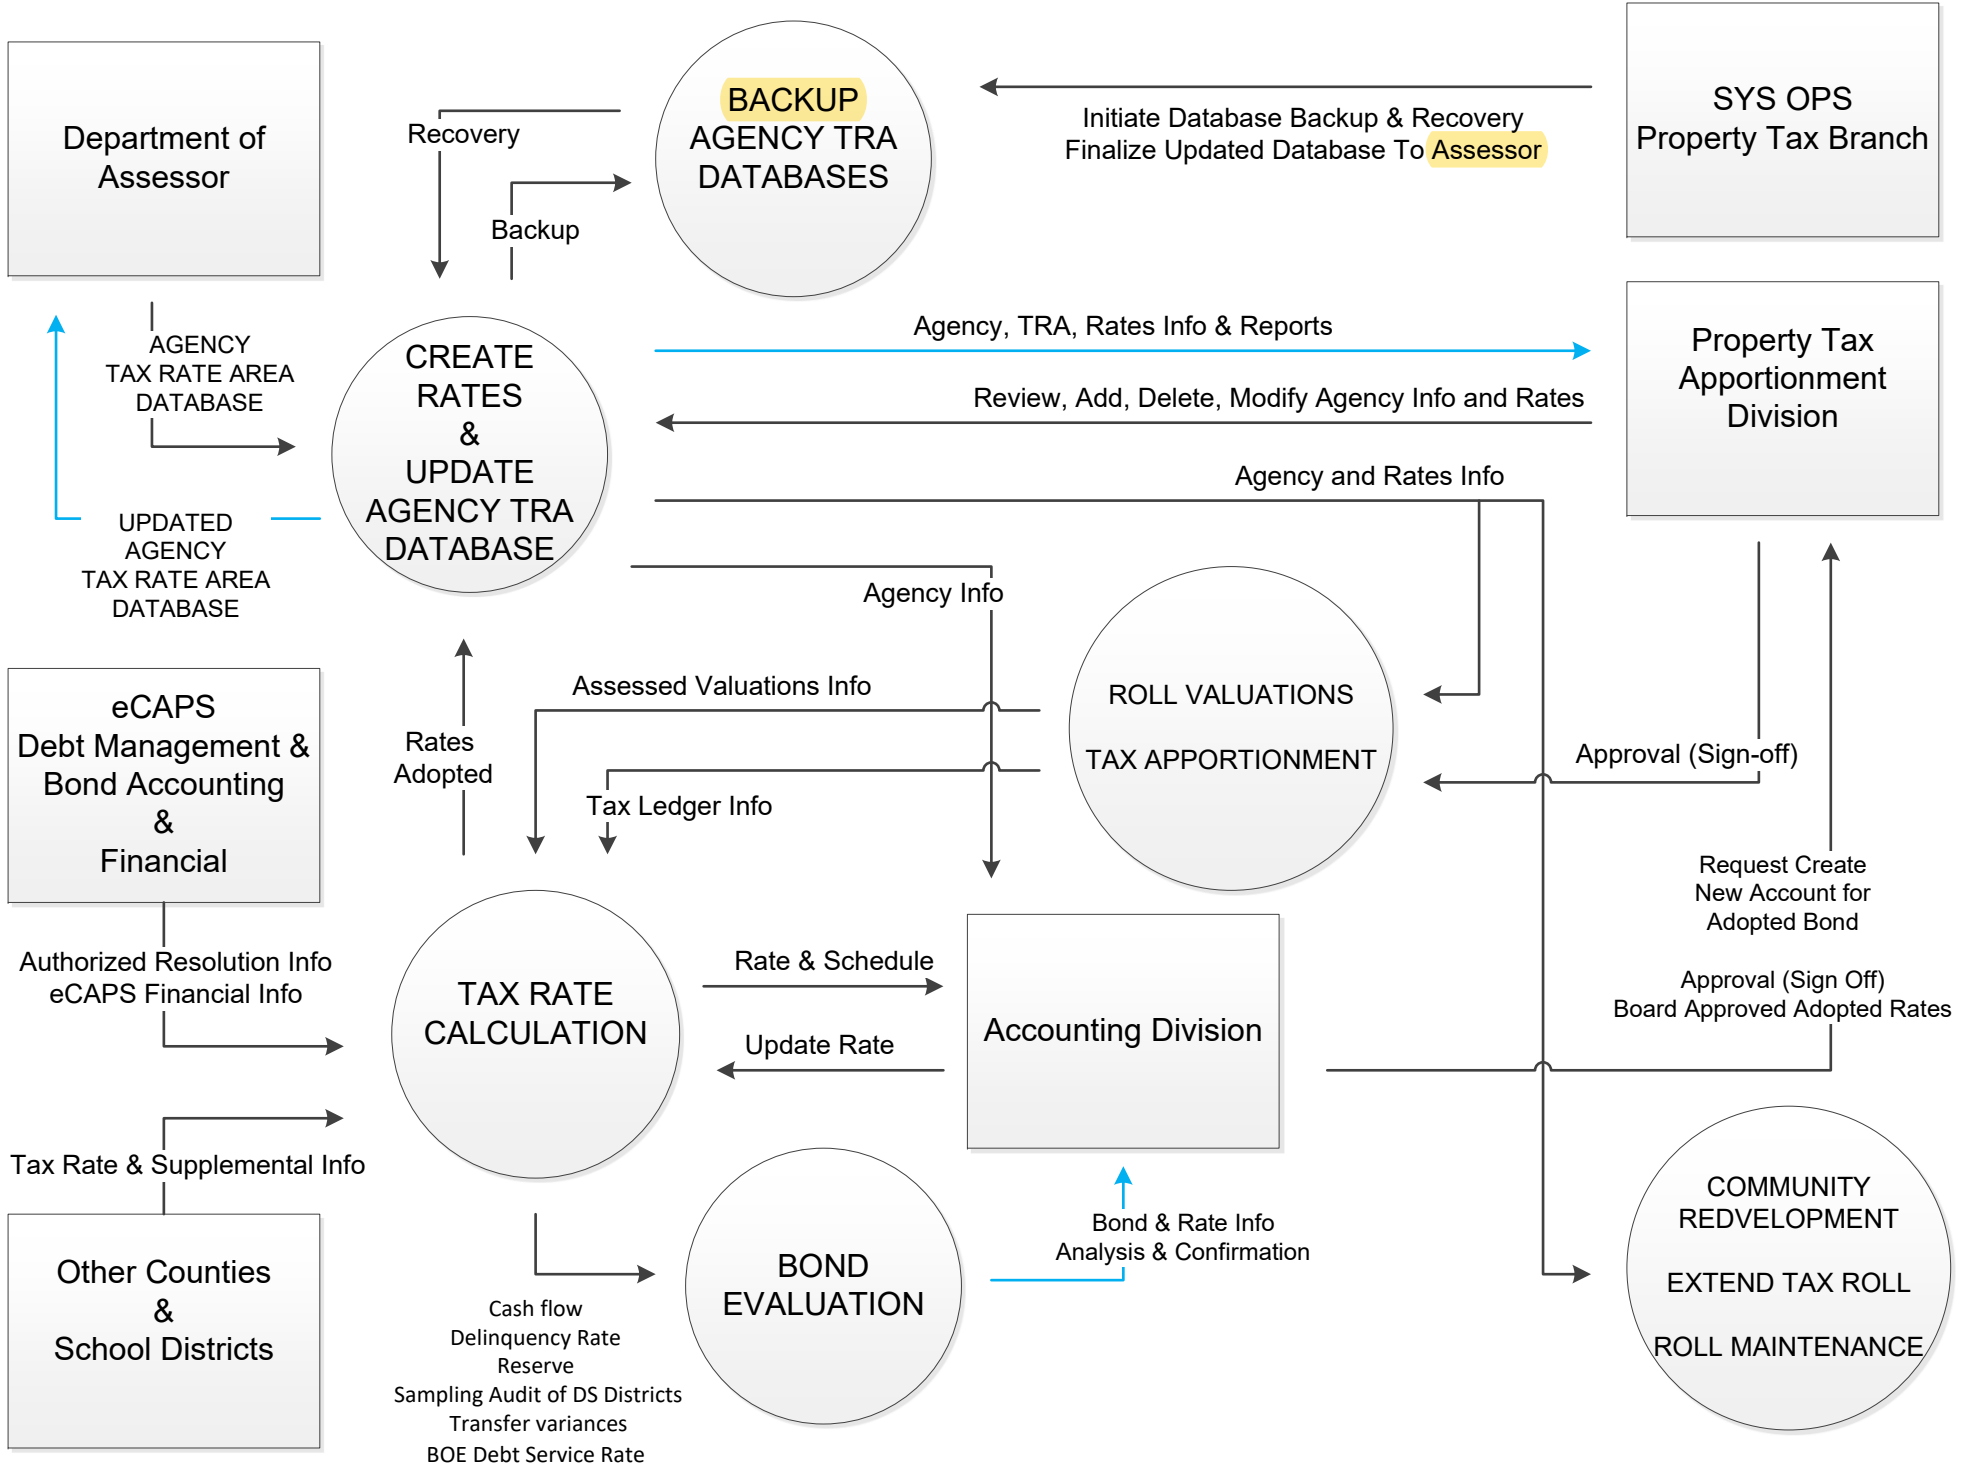 Department of
Assessor
BACKUP
AGENCY TRA
DATABASES
Recovery
Backup
Initiate Database Backup & Recovery
Finalize Updated Database To Assessor
SYS OPS
Property Tax Branch
AGENCY
TAX RATE AREA
DATABASE
CREATE
RATES
&
UPDATE
AGENCY TRA
DATABASE
Agency, TRA, Rates Info & Reports
Review, Add, Delete, Modify Agency Info and Rates
Agency and Rates Info
Property Tax
Apportionment
Division
UPDATED
AGENCY
TAX RATE AREA
DATABASE
Agency Info
eCAPS
Debt Management &
Bond Accounting
&
Financial
Rates
Adopted
Assessed Valuations Info
Tax Ledger Info
ROLL VALUATIONS
TAX APPORTIONMENT
Approval (Sign-off)
Request Create
New Account for
Adopted Bond
Approval (Sign Off)
Board Approved Adopted Rates
Authorized Resolution Info
eCAPS Financial Info
TAX RATE
CALCULATION
Rate & Schedule
Update Rate
Accounting Division
Tax Rate & Supplemental Info
Other Counties
&
School Districts
Cash flow
Delinquency Rate
Reserve
Sampling Audit of DS Districts
Transfer variances
BOE Debt Service Rate
BOND
EVALUATION
Bond & Rate Info
Analysis & Confirmation
COMMUNITY
REDVELOPMENT
EXTEND TAX ROLL
ROLL MAINTENANCE